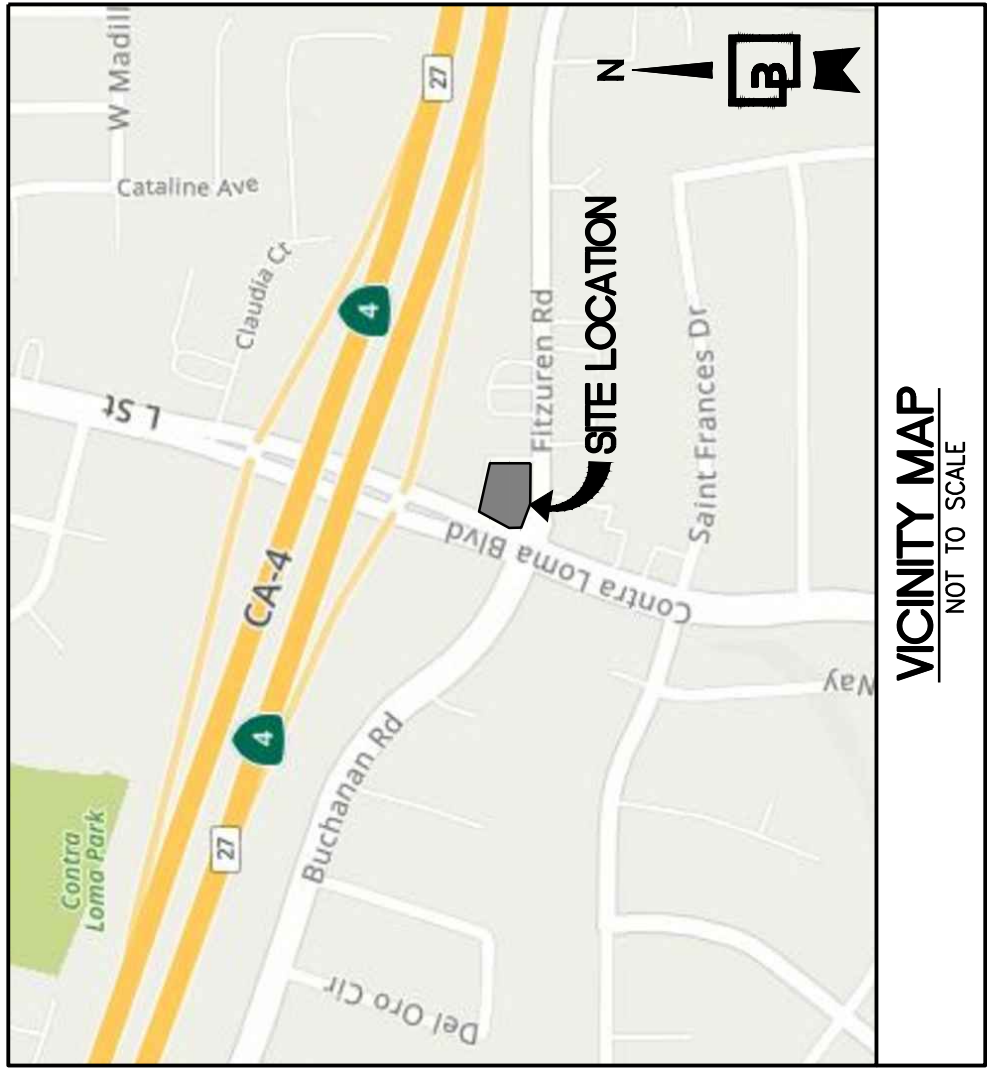 Contra
Loma Park
L St
W Madill
Cataline Ave
27
4
CA-4
Claudia Ct
Buchanan Rd
4
Del Oro Cir
27
Contra Loma Blvd
Fitzuren Rd
SITE LOCATION
N
Saint Frances Dr
Way
VICINITY MAP
NOT TO SCALE